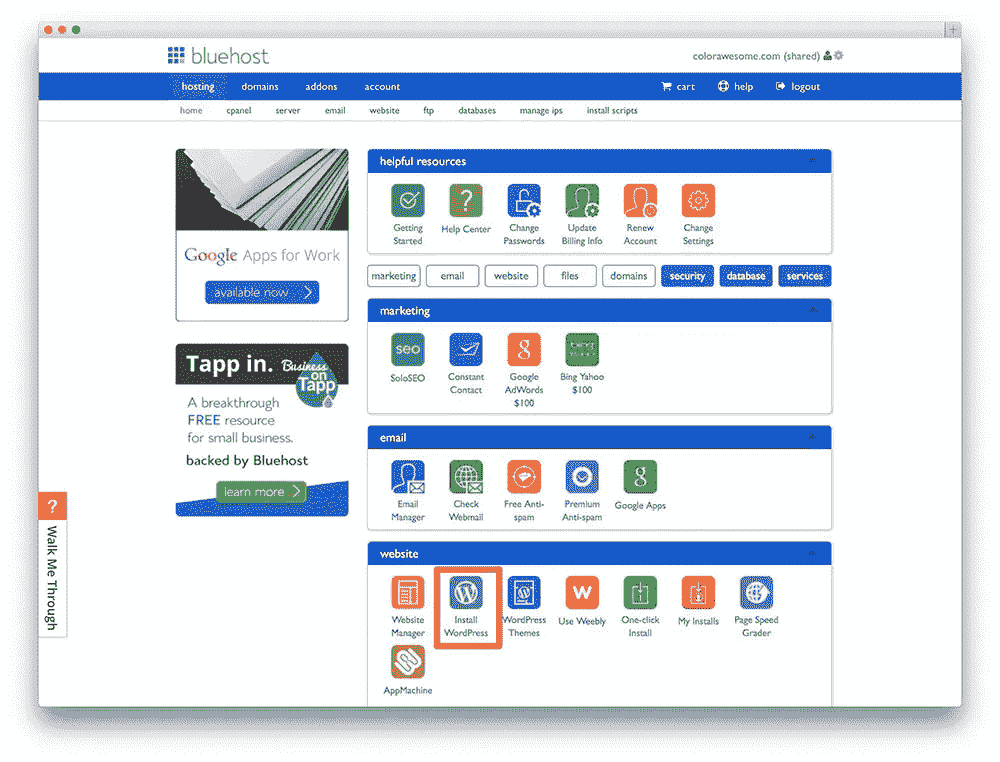 bluehost
colorawesome.com (shared)
hosting domains addons account cart help logout
home cpanel server email website ftp databases manage ips install scripts
Google Apps for Work
available now
Tapp in.
Business
on
Tapp
A breakthrough
FREE resource
for small business.
backed by Bluehost
learn more
?
Walk Me Through
helpful resources
Getting
Started
Help Center
Change
Passwords
Update
Billing Info
Renew
Account
Change
Settings
marketing email website files domains security database services
marketing
seo
SoloSEO
Constant
Contact
g
Google
AdWords
$100
Bing Yahoo
$100
email
Email
Manager
Check
Webmail
Free Anti-
spam
Premium
Anti-spam
g
Google Apps
website
Website
Manager
Install
WordPress
WordPress
Themes
Use Weebly
One-click
Install
My Installs
Page Speed
Grader
AppMachine